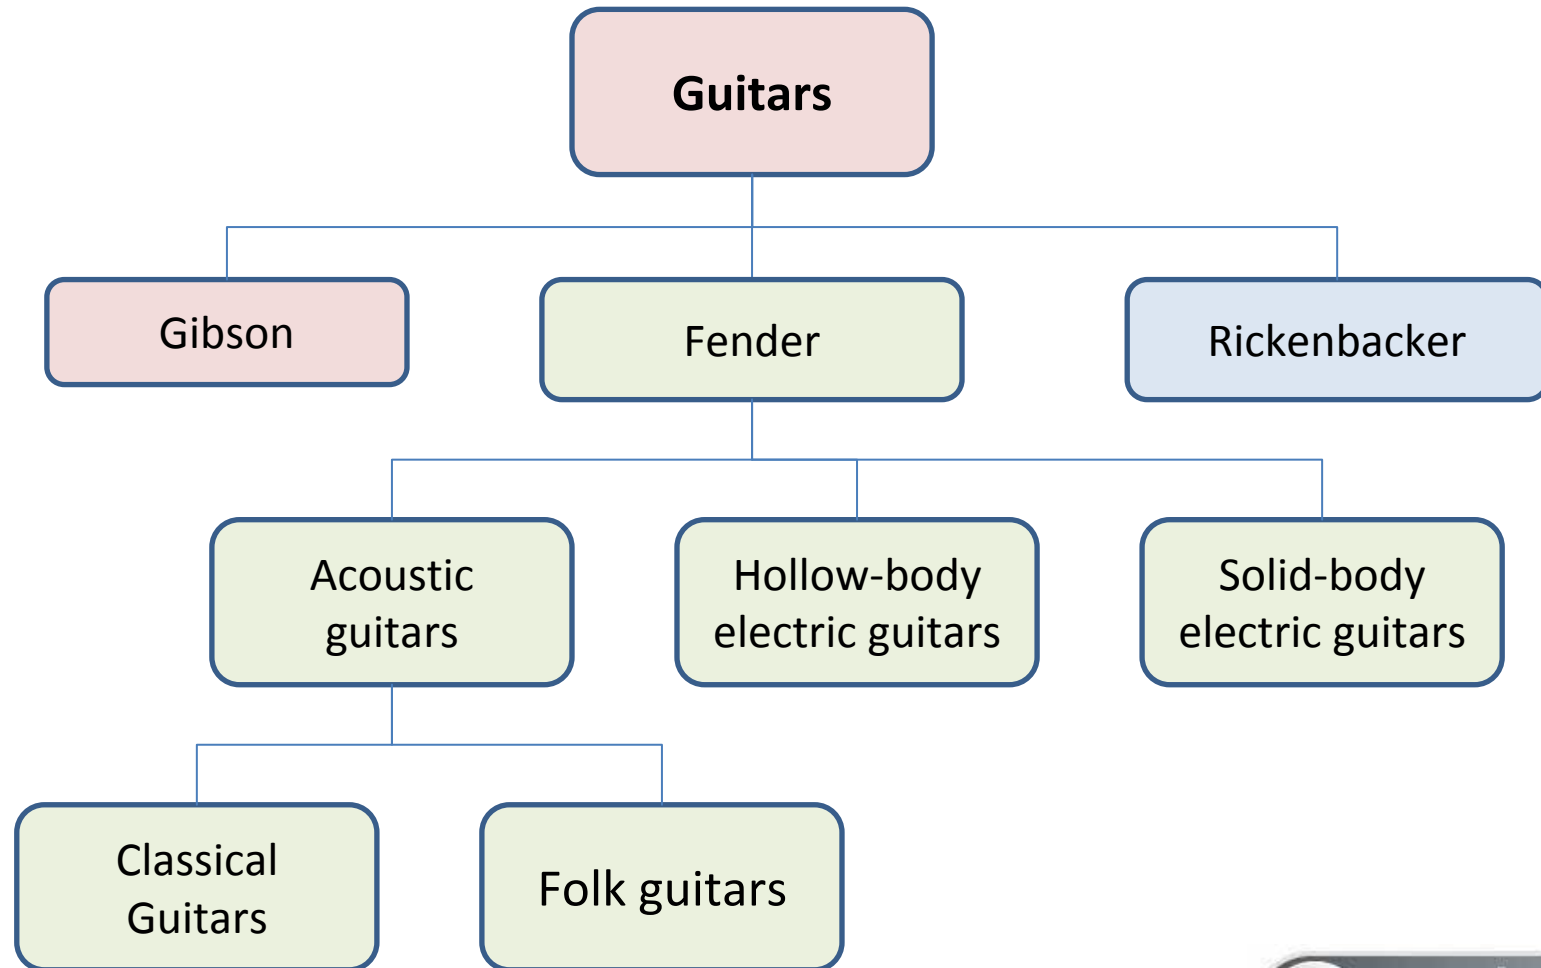 Guitars
Gibson
Fender
Rickenbacker
Acoustic
guitars
Hollow-body
electric guitars
Solid-body
electric guitars
Classical
Guitars
Folk guitars